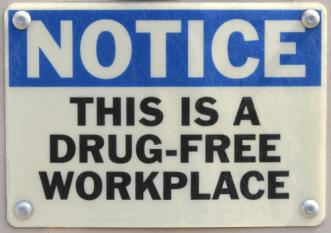 NOTICE
THIS IS A
DRUG-FREE
WORKPLACE